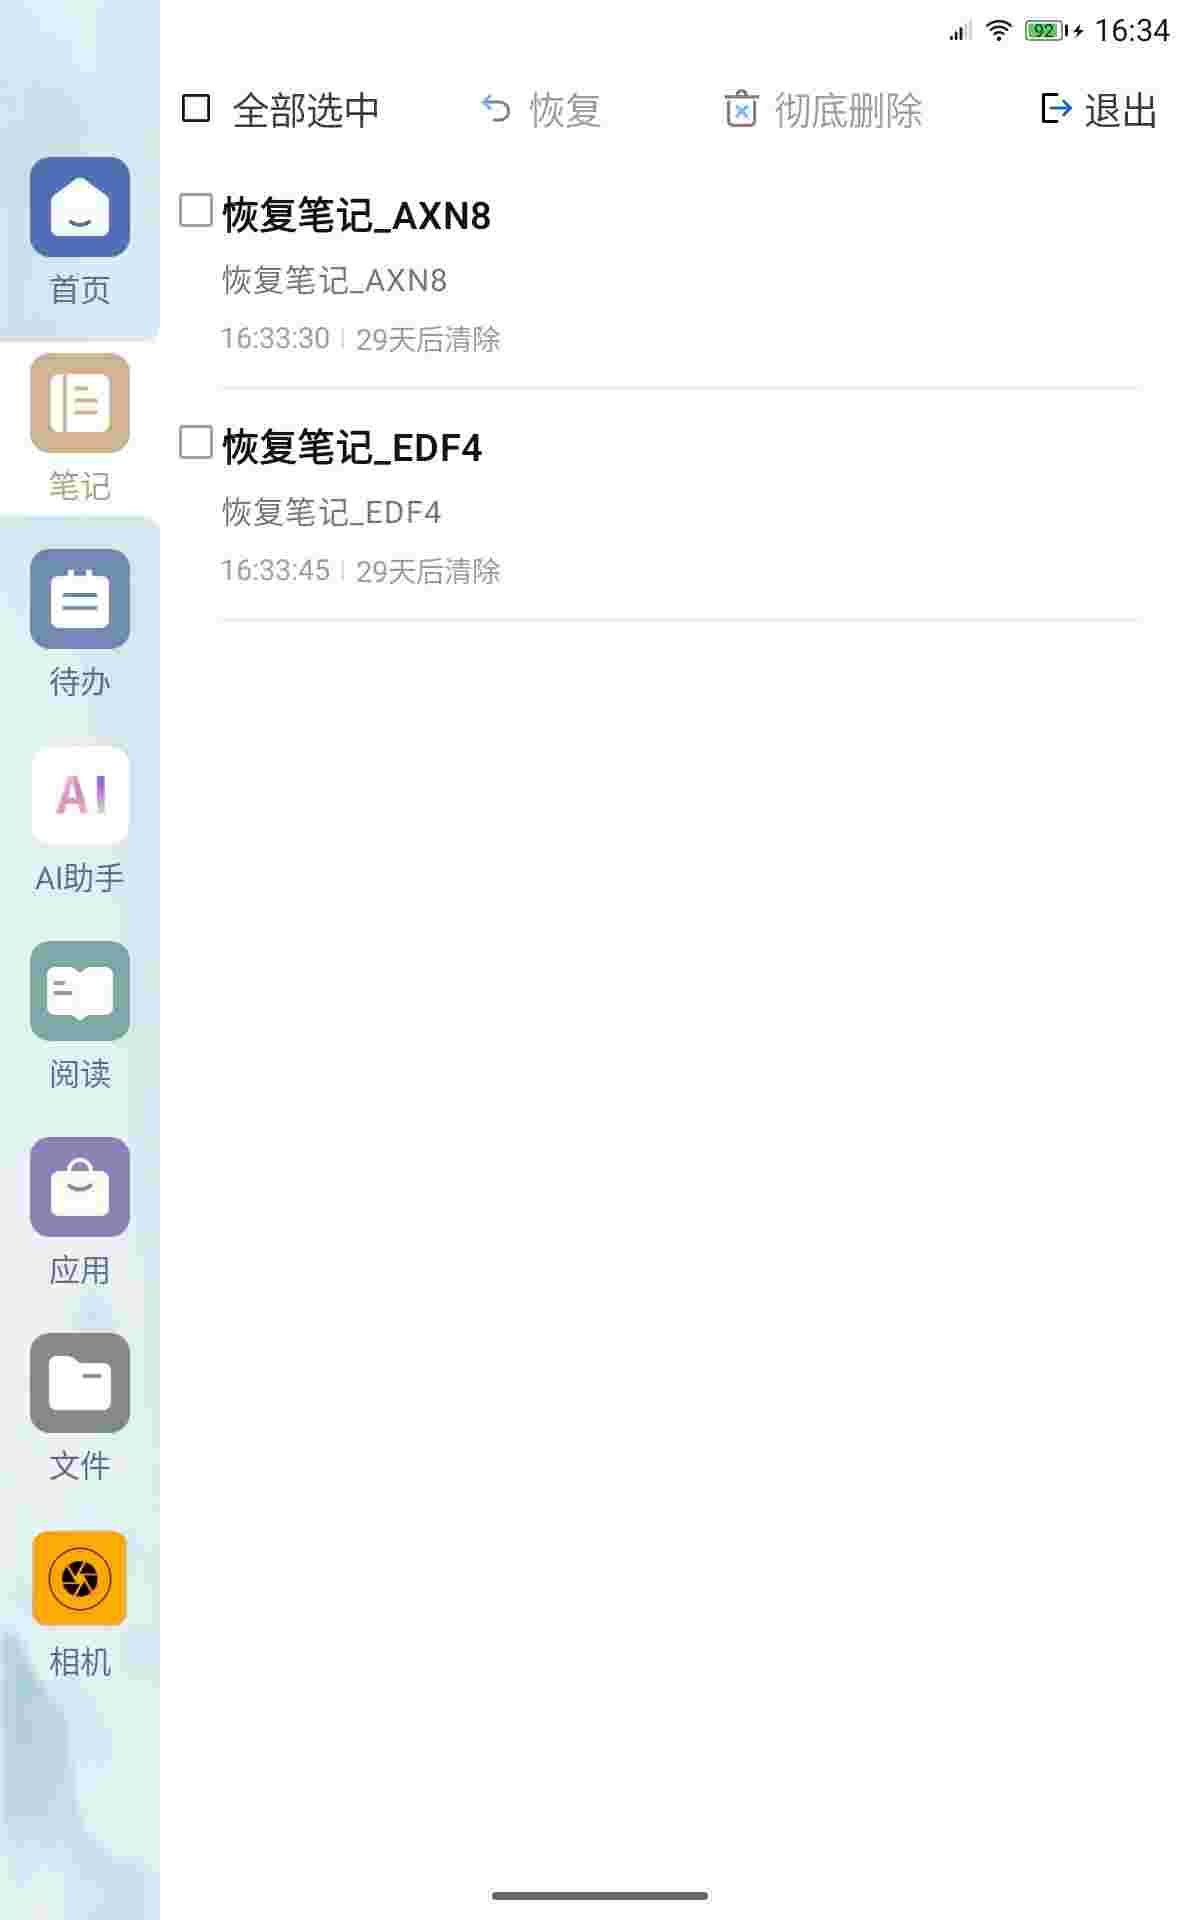 92 16:34
全部选中 恢复 彻底删除 退出
恢复笔记_AXN8
恢复笔记_AXN8
16:33:30 29天后清除
恢复笔记_EDF4
恢复笔记_EDF4
16:33:45 29天后清除
首页
笔记
待办
AI
AI助手
阅读
应用
文件
相机